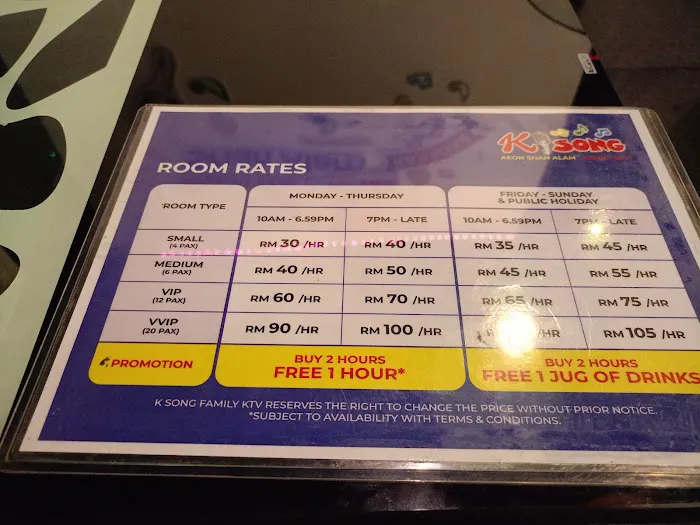 K SONG
AEON SHAH ALAM
ROOM RATES
ROOM TYPE
MONDAY - THURSDAY
FRIDAY - SUNDAY
& PUBLIC HOLIDAY
10AM - 6.59PM 7PM - LATE 10AM - 6.59PM 7PM - LATE
SMALL
(4 PAX)
RM 30 /HR RM 40 /HR RM 35 /HR RM 45 /HR
MEDIUM
(6 PAX)
RM 40 /HR RM 50 /HR RM 45 /HR RM 55 /HR
VIP
(12 PAX)
RM 60 /HR RM 70 /HR RM 65 /HR RM 75 /HR
VVIP
(20 PAX)
RM 90 /HR RM 100 /HR /HR RM 105 /HR
PROMOTION
BUY 2 HOURS
FREE 1 HOUR*
BUY 2 HOURS
FREE 1 JUG OF DRINKS
K SONG FAMILY KTV RESERVES THE RIGHT TO CHANGE THE PRICE WITHOUT PRIOR NOTICE.
*SUBJECT TO AVAILABILITY WITH TERMS & CONDITIONS.